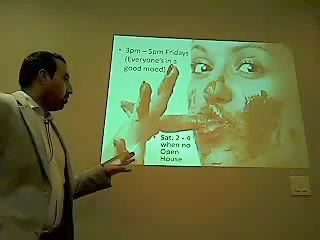 • 3pm – 5pm Fridays
(Everyone's in a
good mood)
• Sat: 2 - 4
when no
Open
House